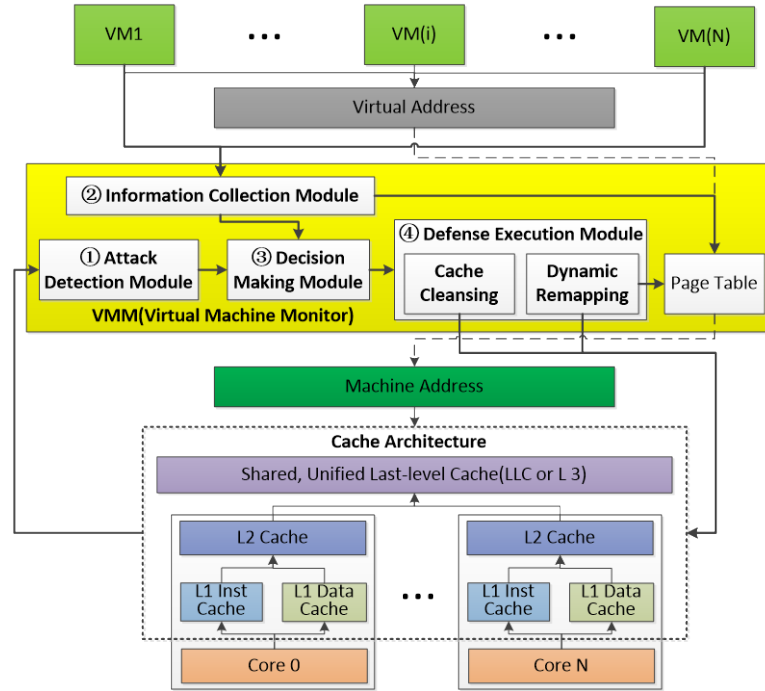 VM1
• • •
VM(i)
• • •
VM(N)
Virtual Address
② Information Collection Module
① Attack
Detection Module
③ Decision
Making Module
④ Defense Execution Module
Cache
Cleansing
Dynamic
Remapping
Page Table
VMM(Virtual Machine Monitor)
Machine Address
Cache Architecture
Shared, Unified Last-level Cache(LLC or L 3)
L2 Cache
L2 Cache
L1 Inst
Cache
L1 Data
Cache
• • •
L1 Inst
Cache
L1 Data
Cache
Core 0
Core N